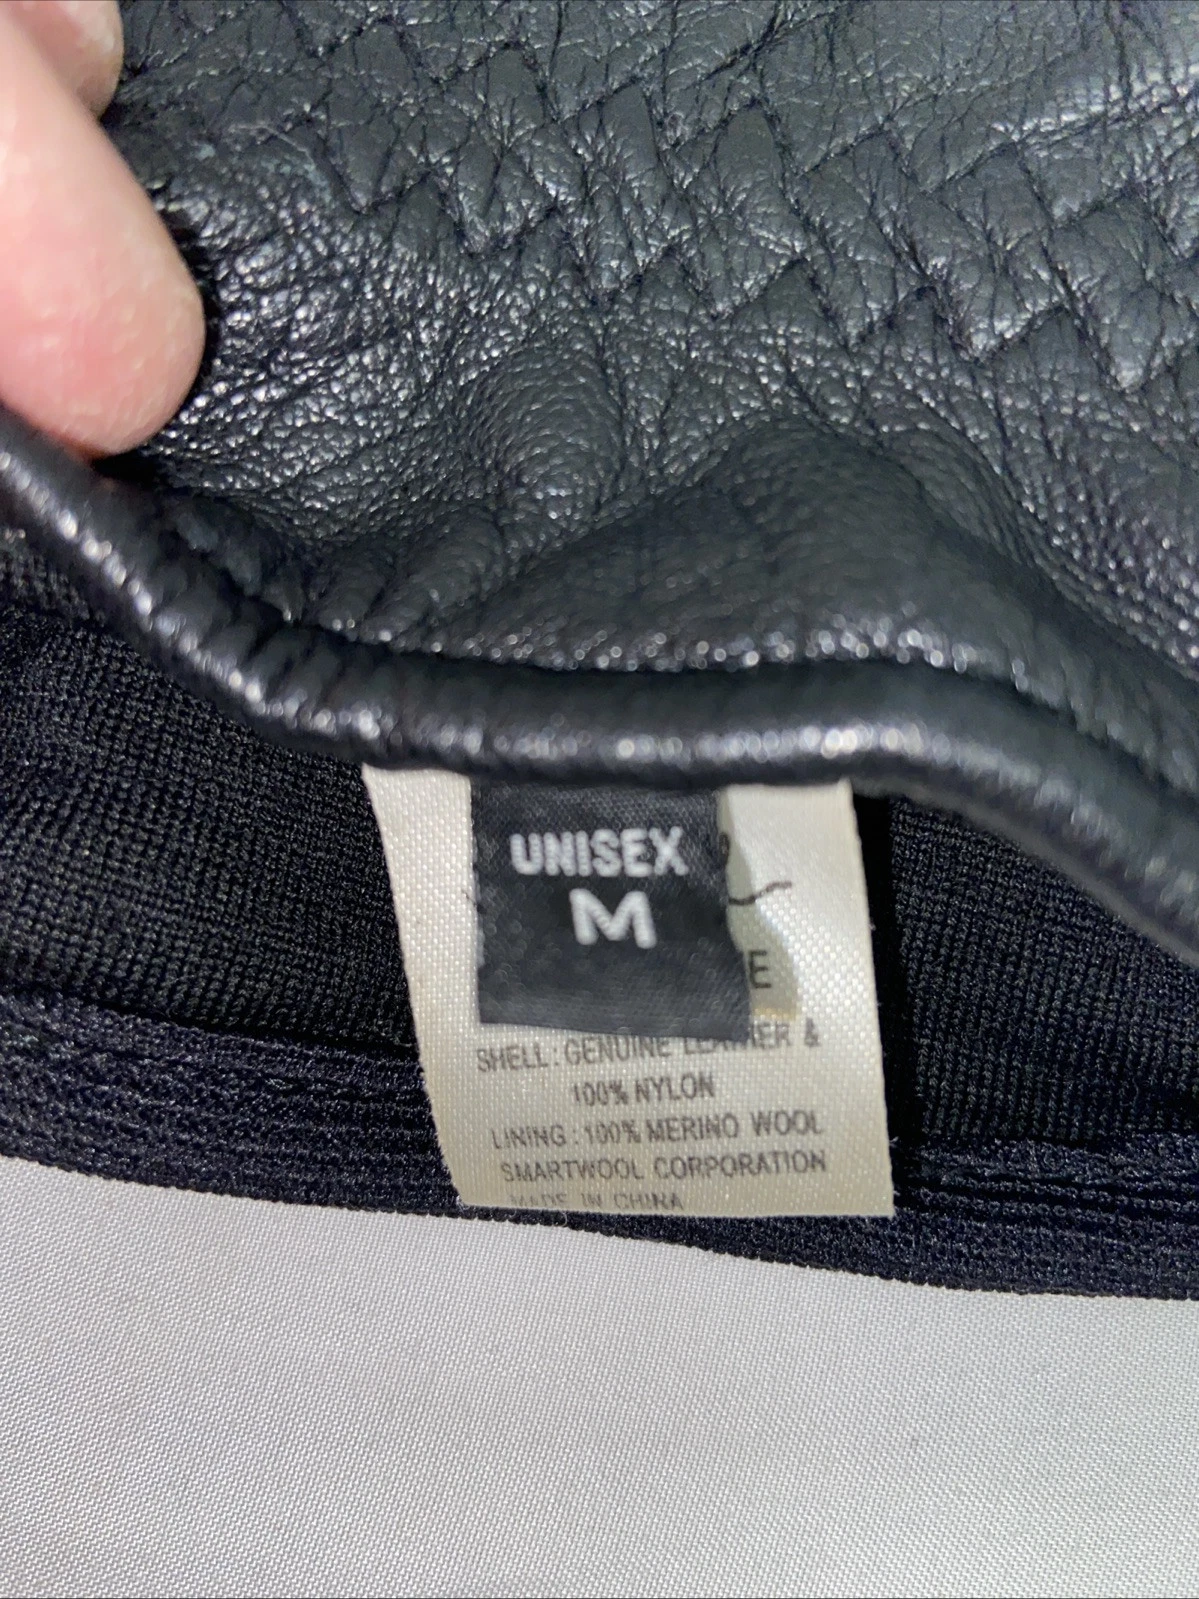 UNISEX
M
E
SHELL: GENUINE LEATHER &
100% NYLON
LINING: 100% MERINO WOOL
SMARTWOOL CORPORATION
MADE IN CHINA